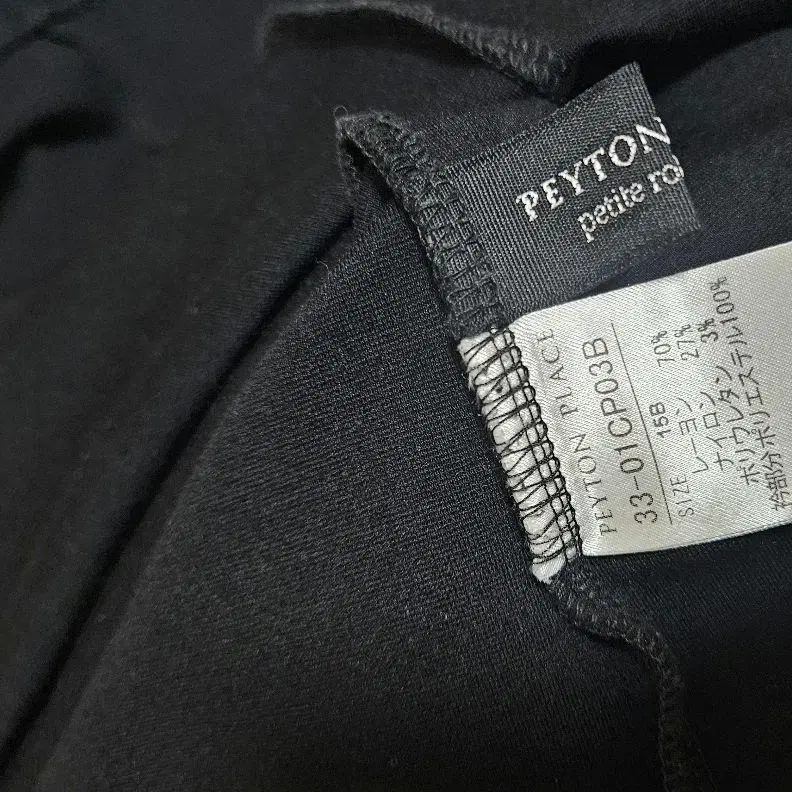 PEYTON
petite ro
PEYTON PLACE
33-01CP03B
SIZE 15B
レーヨン 70%
ナイロン 27%
ポリウレタン 3%
衿部分ポリエステル100%